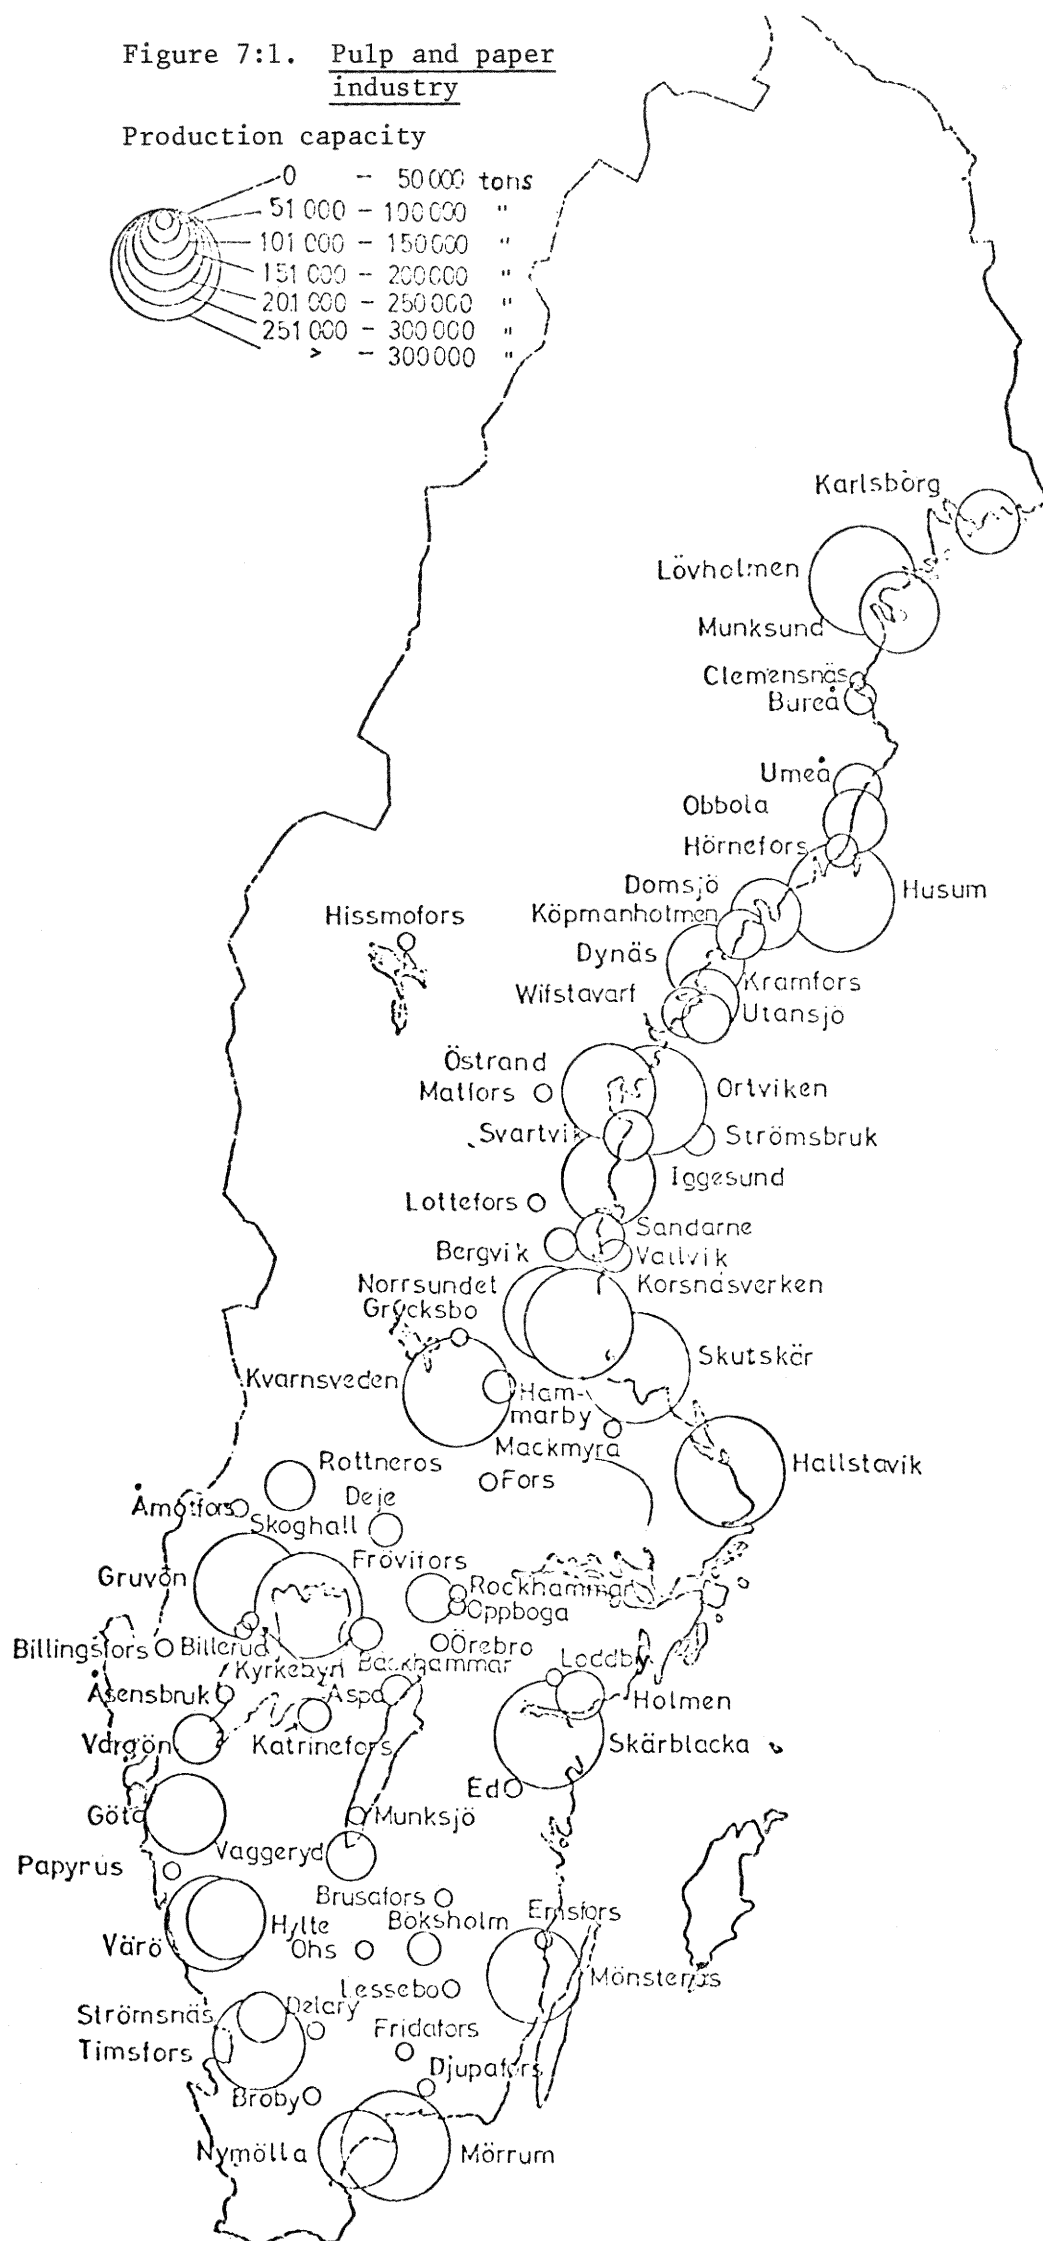 Figure 7:1. Pulp and paper
industry
Production capacity
0 - 50 000 tons
51 000 - 100 000 "
101 000 - 150 000 "
151 000 - 200 000 "
201 000 - 250 000 "
251 000 - 300 000 "
> - 300 000 "
Karlsborg
Lövholmen
Munksund
Clemensnäs
Bureå
Umeå
Obbola
Hörnefors
Domsjö
Husum
Hissmofors
Köpmanholmen
Dynäs
Kramfors
Wifstavarf
Utansjö
Östrand
Matfors
Ortviken
Svartvik
Strömsbruk
Iggesund
Lottefors
Sandarne
Bergvik
Vallvik
Norrsundet
Korsnäsverken
Grycksbo
Skutskär
Kvarnsveden
Ham-
marby
Mackmyra
Hallstavik
Rottneros
Fors
Deje
Åmotfors
Skoghall
Frövifors
Gruvön
Rockhammar
Oppboga
Billingsfors
Billerud
Örebro
Kyrkebyn
Bäckhammar
Loddby
Åsensbruk
Aspa
Holmen
Vargön
Katrinefors
Skärblacka
Ed
Göta
Munksjö
Vaggeryd
Papyrus
Brusafors
Emsfors
Böksholm
Hylte
Värö
Ohs
Mönsterås
Lessebo
Strömsnäs
Delary
Fridafors
Timsfors
Djupafors
Broby
Nymölla
Mörrum